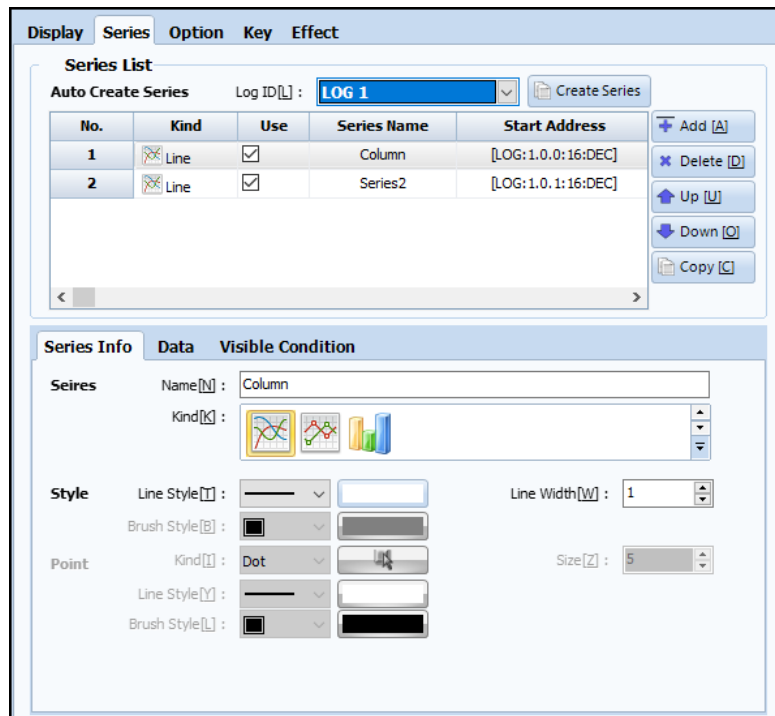 Display Series Option Key Effect
Series List
Auto Create Series Log ID[L] : LOG 1 Create Series
No. Kind Use Series Name Start Address
1 Line Column [LOG:1.0.0:16:DEC]
2 Line Series2 [LOG:1.0.1:16:DEC]
Add [A]
Delete [D]
Up [U]
Down [O]
Copy [C]
Series Info Data Visible Condition
Seires Name[N] : Column
Kind[K] :
Style Line Style[T] : Line Width[W] : 1
Brush Style[B] :
Point Kind[I] : Dot Size[Z] : 5
Line Style[Y] :
Brush Style[L] :